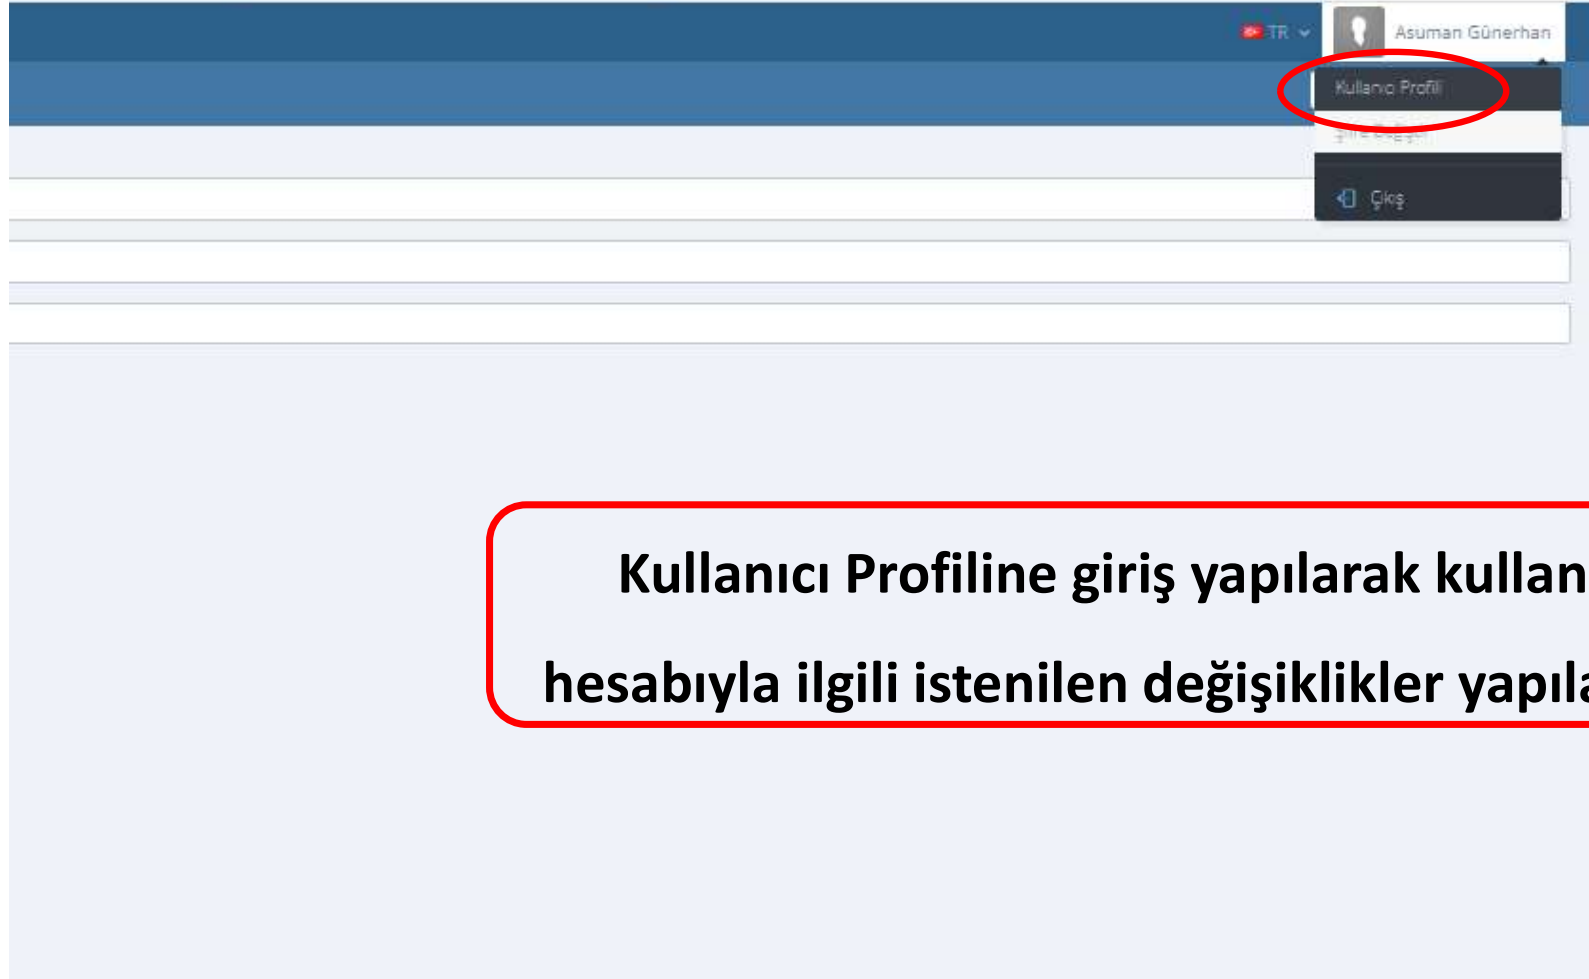 TR
Asuman Günerhan
Kullanıcı Profili
Çıkış
Kullanıcı Profiline giriş yapılarak kullan
hesabıyla ilgili istenilen değişiklikler yapıla